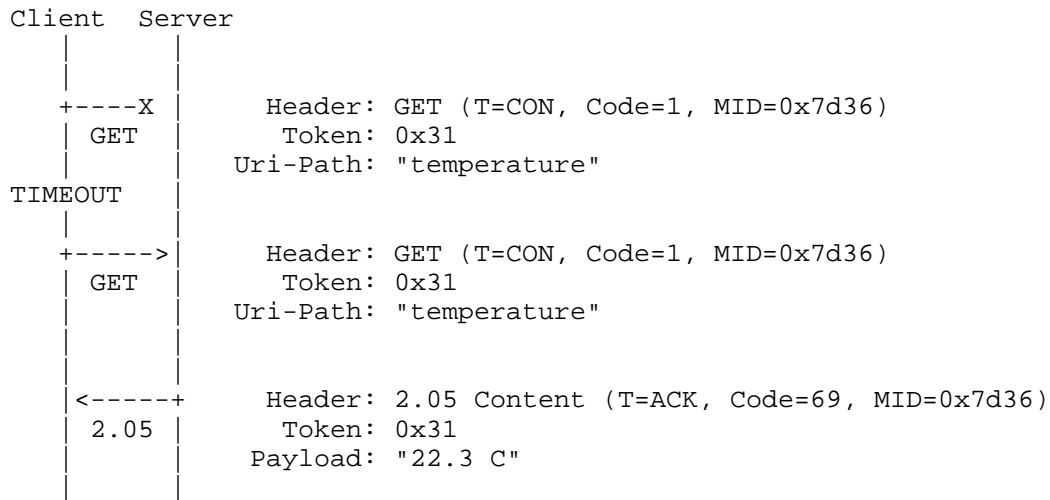 Client Server
+----X Header: GET (T=CON, Code=1, MID=0x7d36)
GET Token: 0x31
Uri-Path: "temperature"
TIMEOUT
+-----> Header: GET (T=CON, Code=1, MID=0x7d36)
GET Token: 0x31
Uri-Path: "temperature"
<-----+ Header: 2.05 Content (T=ACK, Code=69, MID=0x7d36)
2.05 Token: 0x31
Payload: "22.3 C"